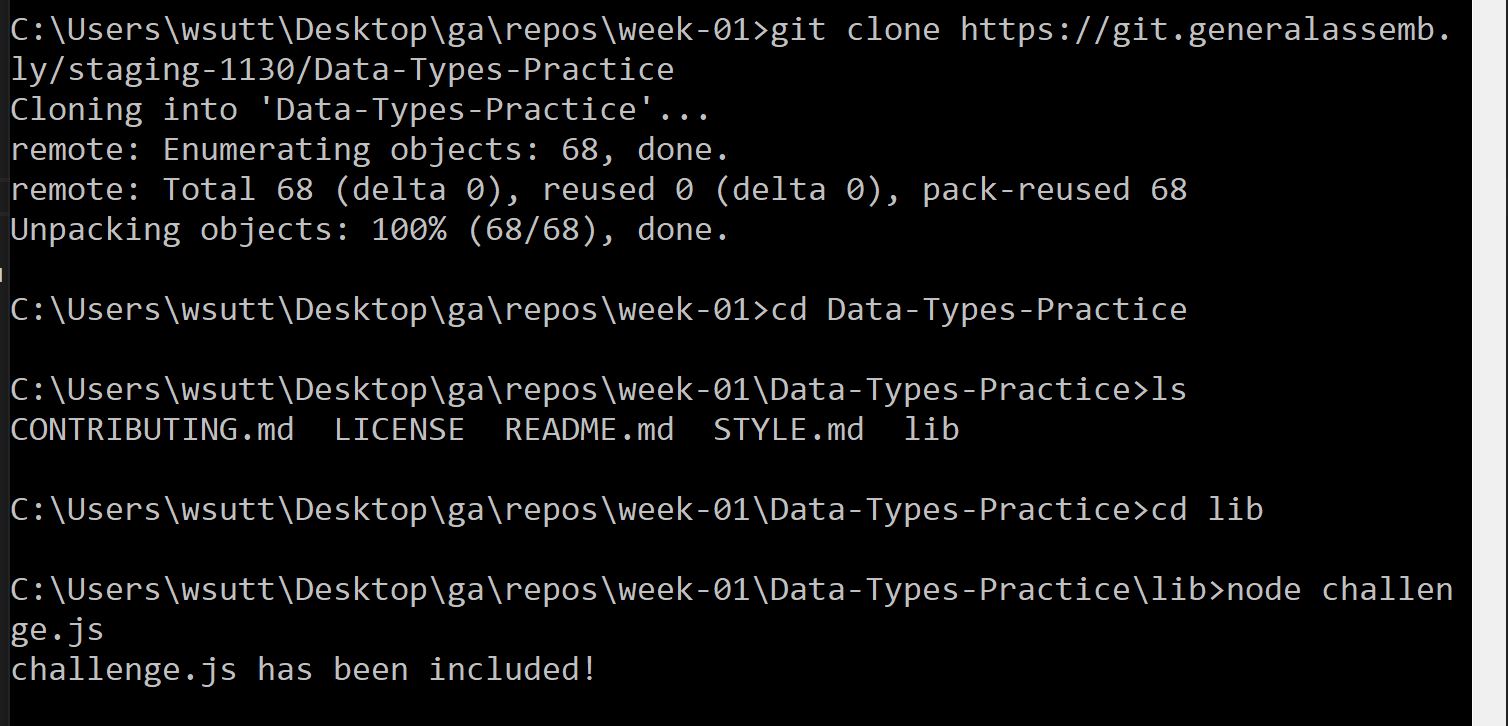 C:\Users\wsutt\Desktop\ga\repos\week-01>git clone https://git.generalassemb.
ly/staging-1130/Data-Types-Practice
Cloning into 'Data-Types-Practice'...
remote: Enumerating objects: 68, done.
remote: Total 68 (delta 0), reused 0 (delta 0), pack-reused 68
Unpacking objects: 100% (68/68), done.
C:\Users\wsutt\Desktop\ga\repos\week-01>cd Data-Types-Practice
C:\Users\wsutt\Desktop\ga\repos\week-01\Data-Types-Practice>ls
CONTRIBUTING.md  LICENSE  README.md  STYLE.md  lib
C:\Users\wsutt\Desktop\ga\repos\week-01\Data-Types-Practice>cd lib
C:\Users\wsutt\Desktop\ga\repos\week-01\Data-Types-Practice\lib>node challen
ge.js
challenge.js has been included!